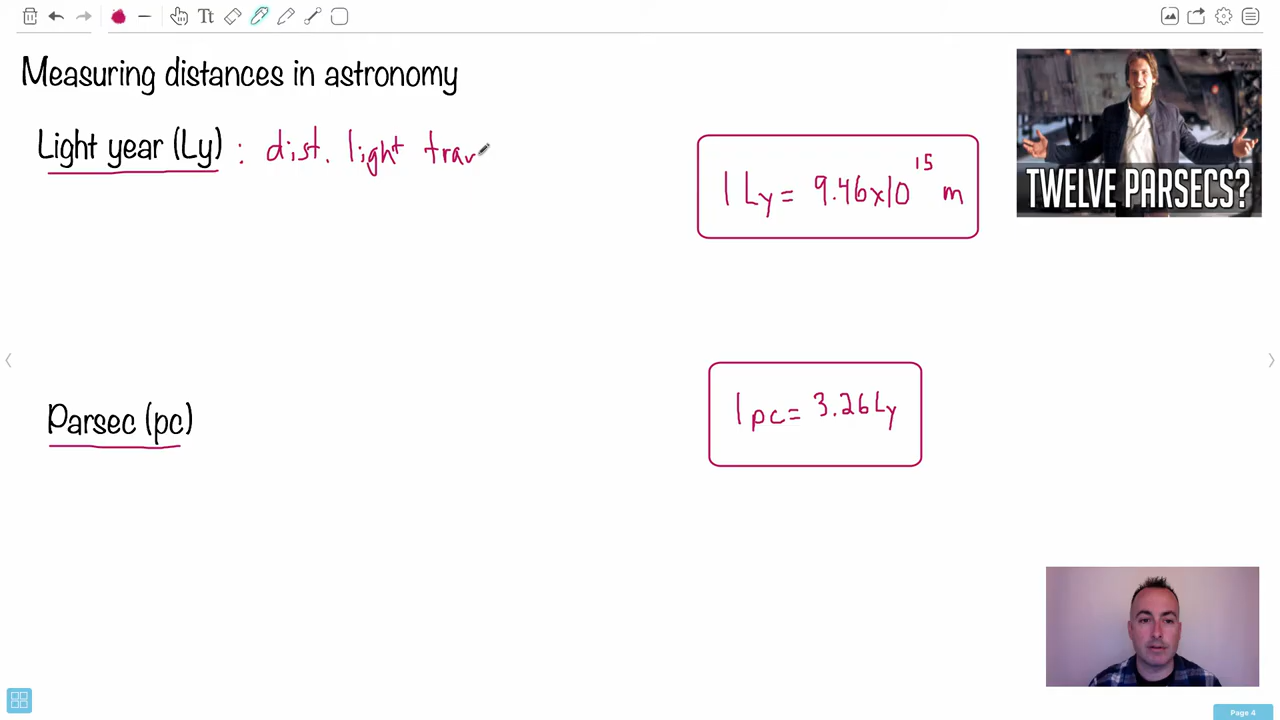 Tt
Measuring distances in astronomy
Light year (Ly) : dist. light trav
1 Ly = 9.46x10^15 m
TWELVE PARSECS?
Parsec (pc)
1 pc = 3.26 Ly
Page 4